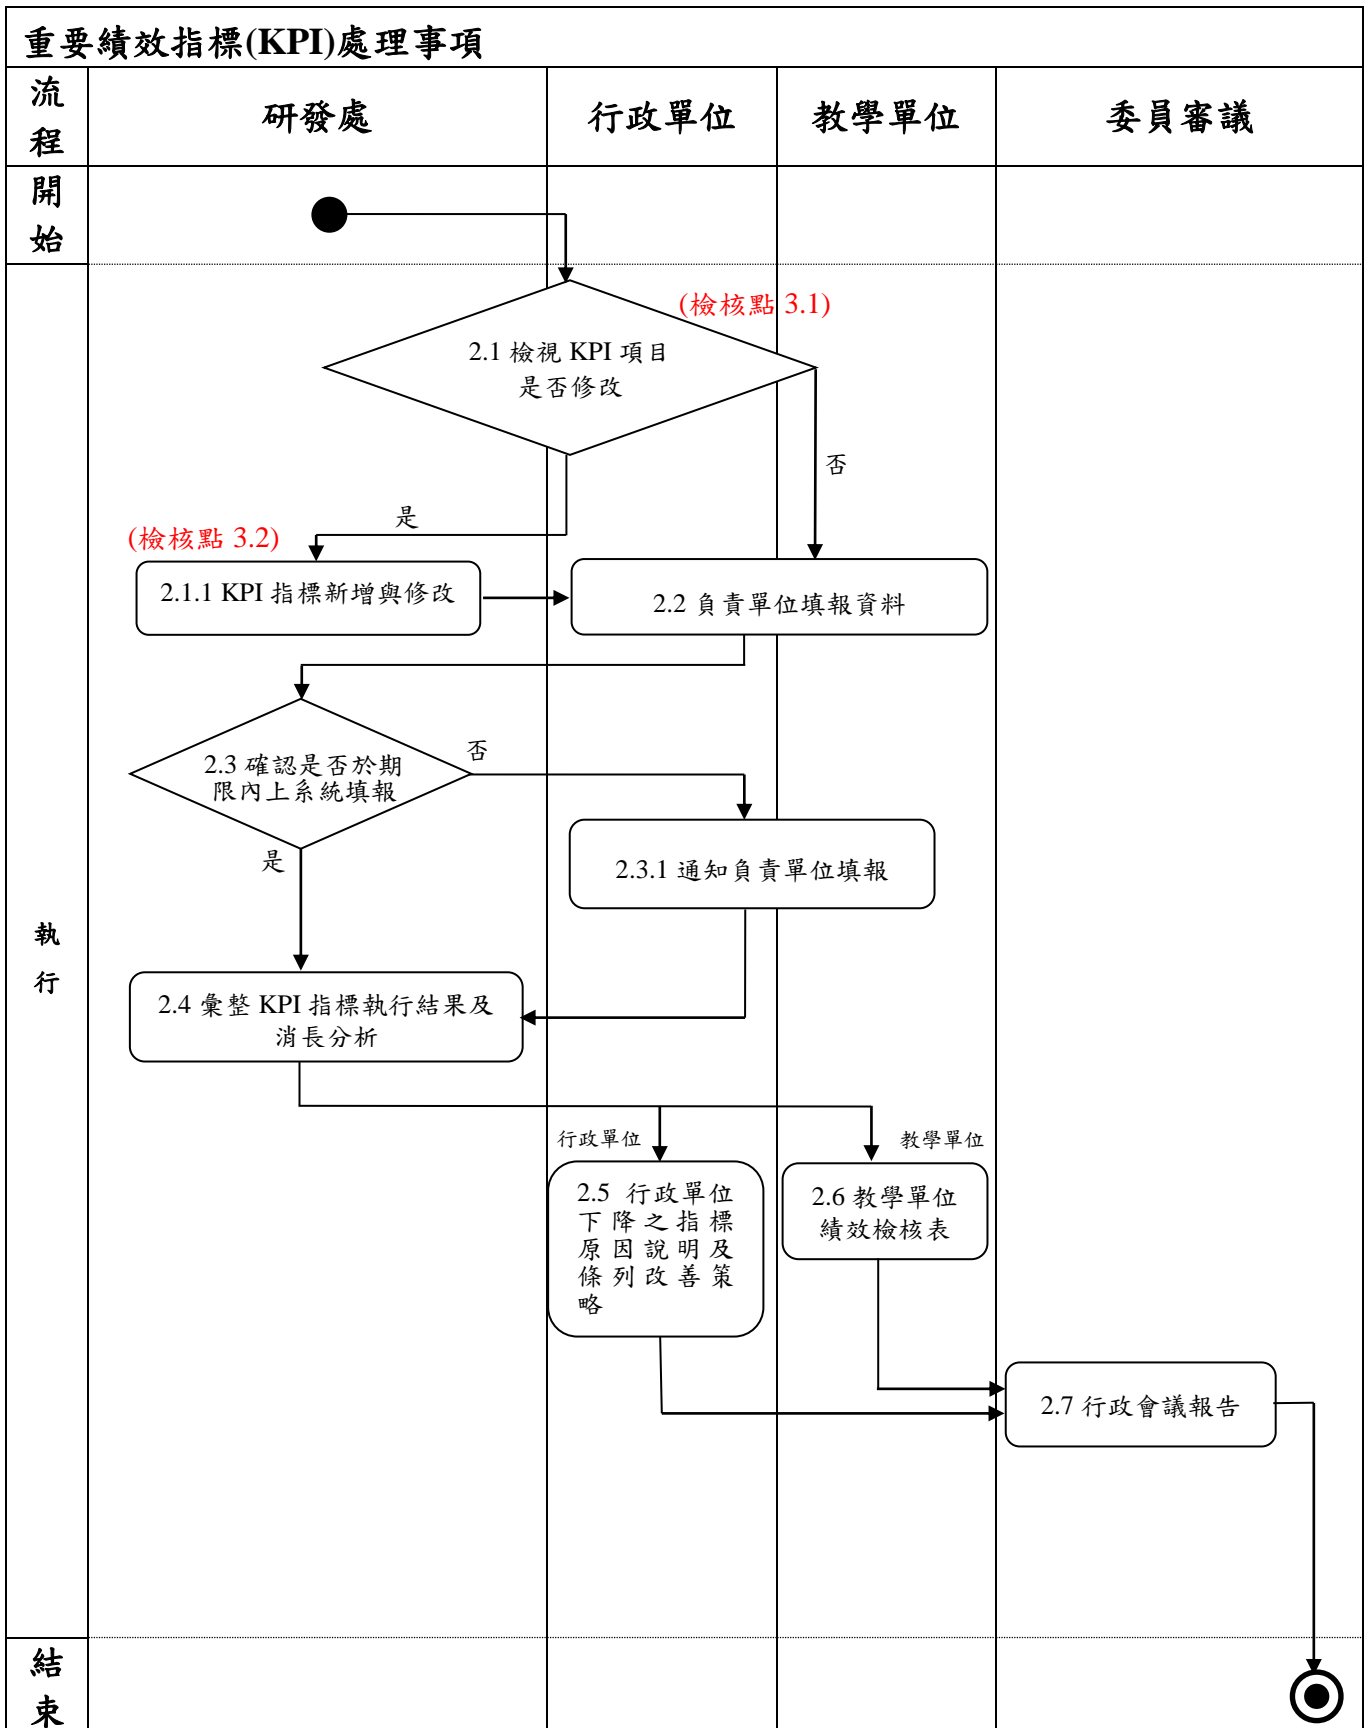 重要績效指標(KPI)處理事項
流
程
研發處
行政單位
教學單位
委員審議
開
始
(檢核點 3.1)
2.1 檢視 KPI 項目
是否修改
否
是
(檢核點 3.2)
2.1.1 KPI 指標新增與修改
2.2 負責單位填報資料
2.3 確認是否於期
限內上系統填報
否
是
2.3.1 通知負責單位填報
執
行
2.4 彙整 KPI 指標執行結果及
消長分析
行政單位
教學單位
2.5 行政單位
下降之指標
原因說明及
條列改善策
略
2.6 教學單位
績效檢核表
2.7 行政會議報告
結
束